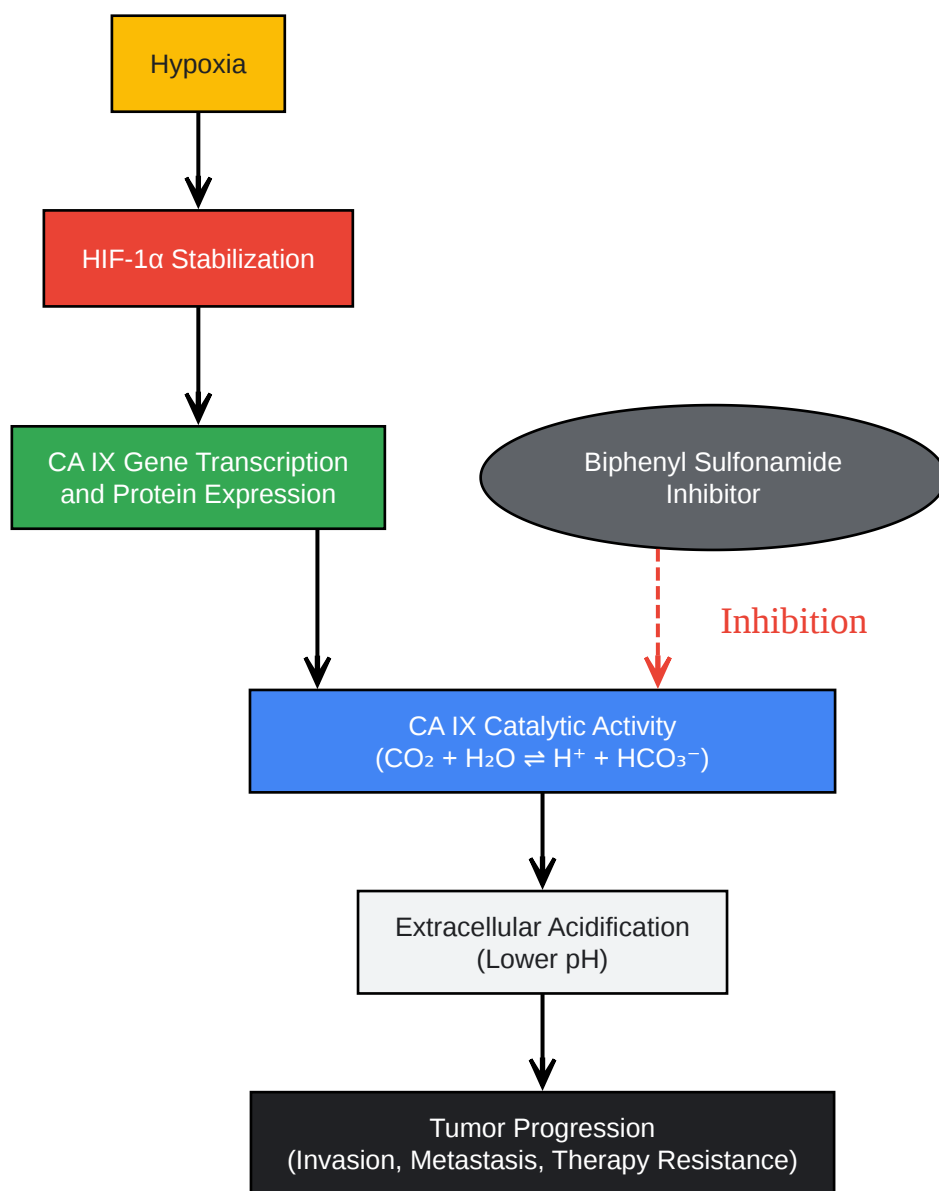 Hypoxia
HIF-1α Stabilization
CA IX Gene Transcription
and Protein Expression
Biphenyl Sulfonamide
Inhibitor
Inhibition
CA IX Catalytic Activity
(CO₂ + H₂O ⇌ H⁺ + HCO₃⁻)
Extracellular Acidification
(Lower pH)
Tumor Progression
(Invasion, Metastasis, Therapy Resistance)